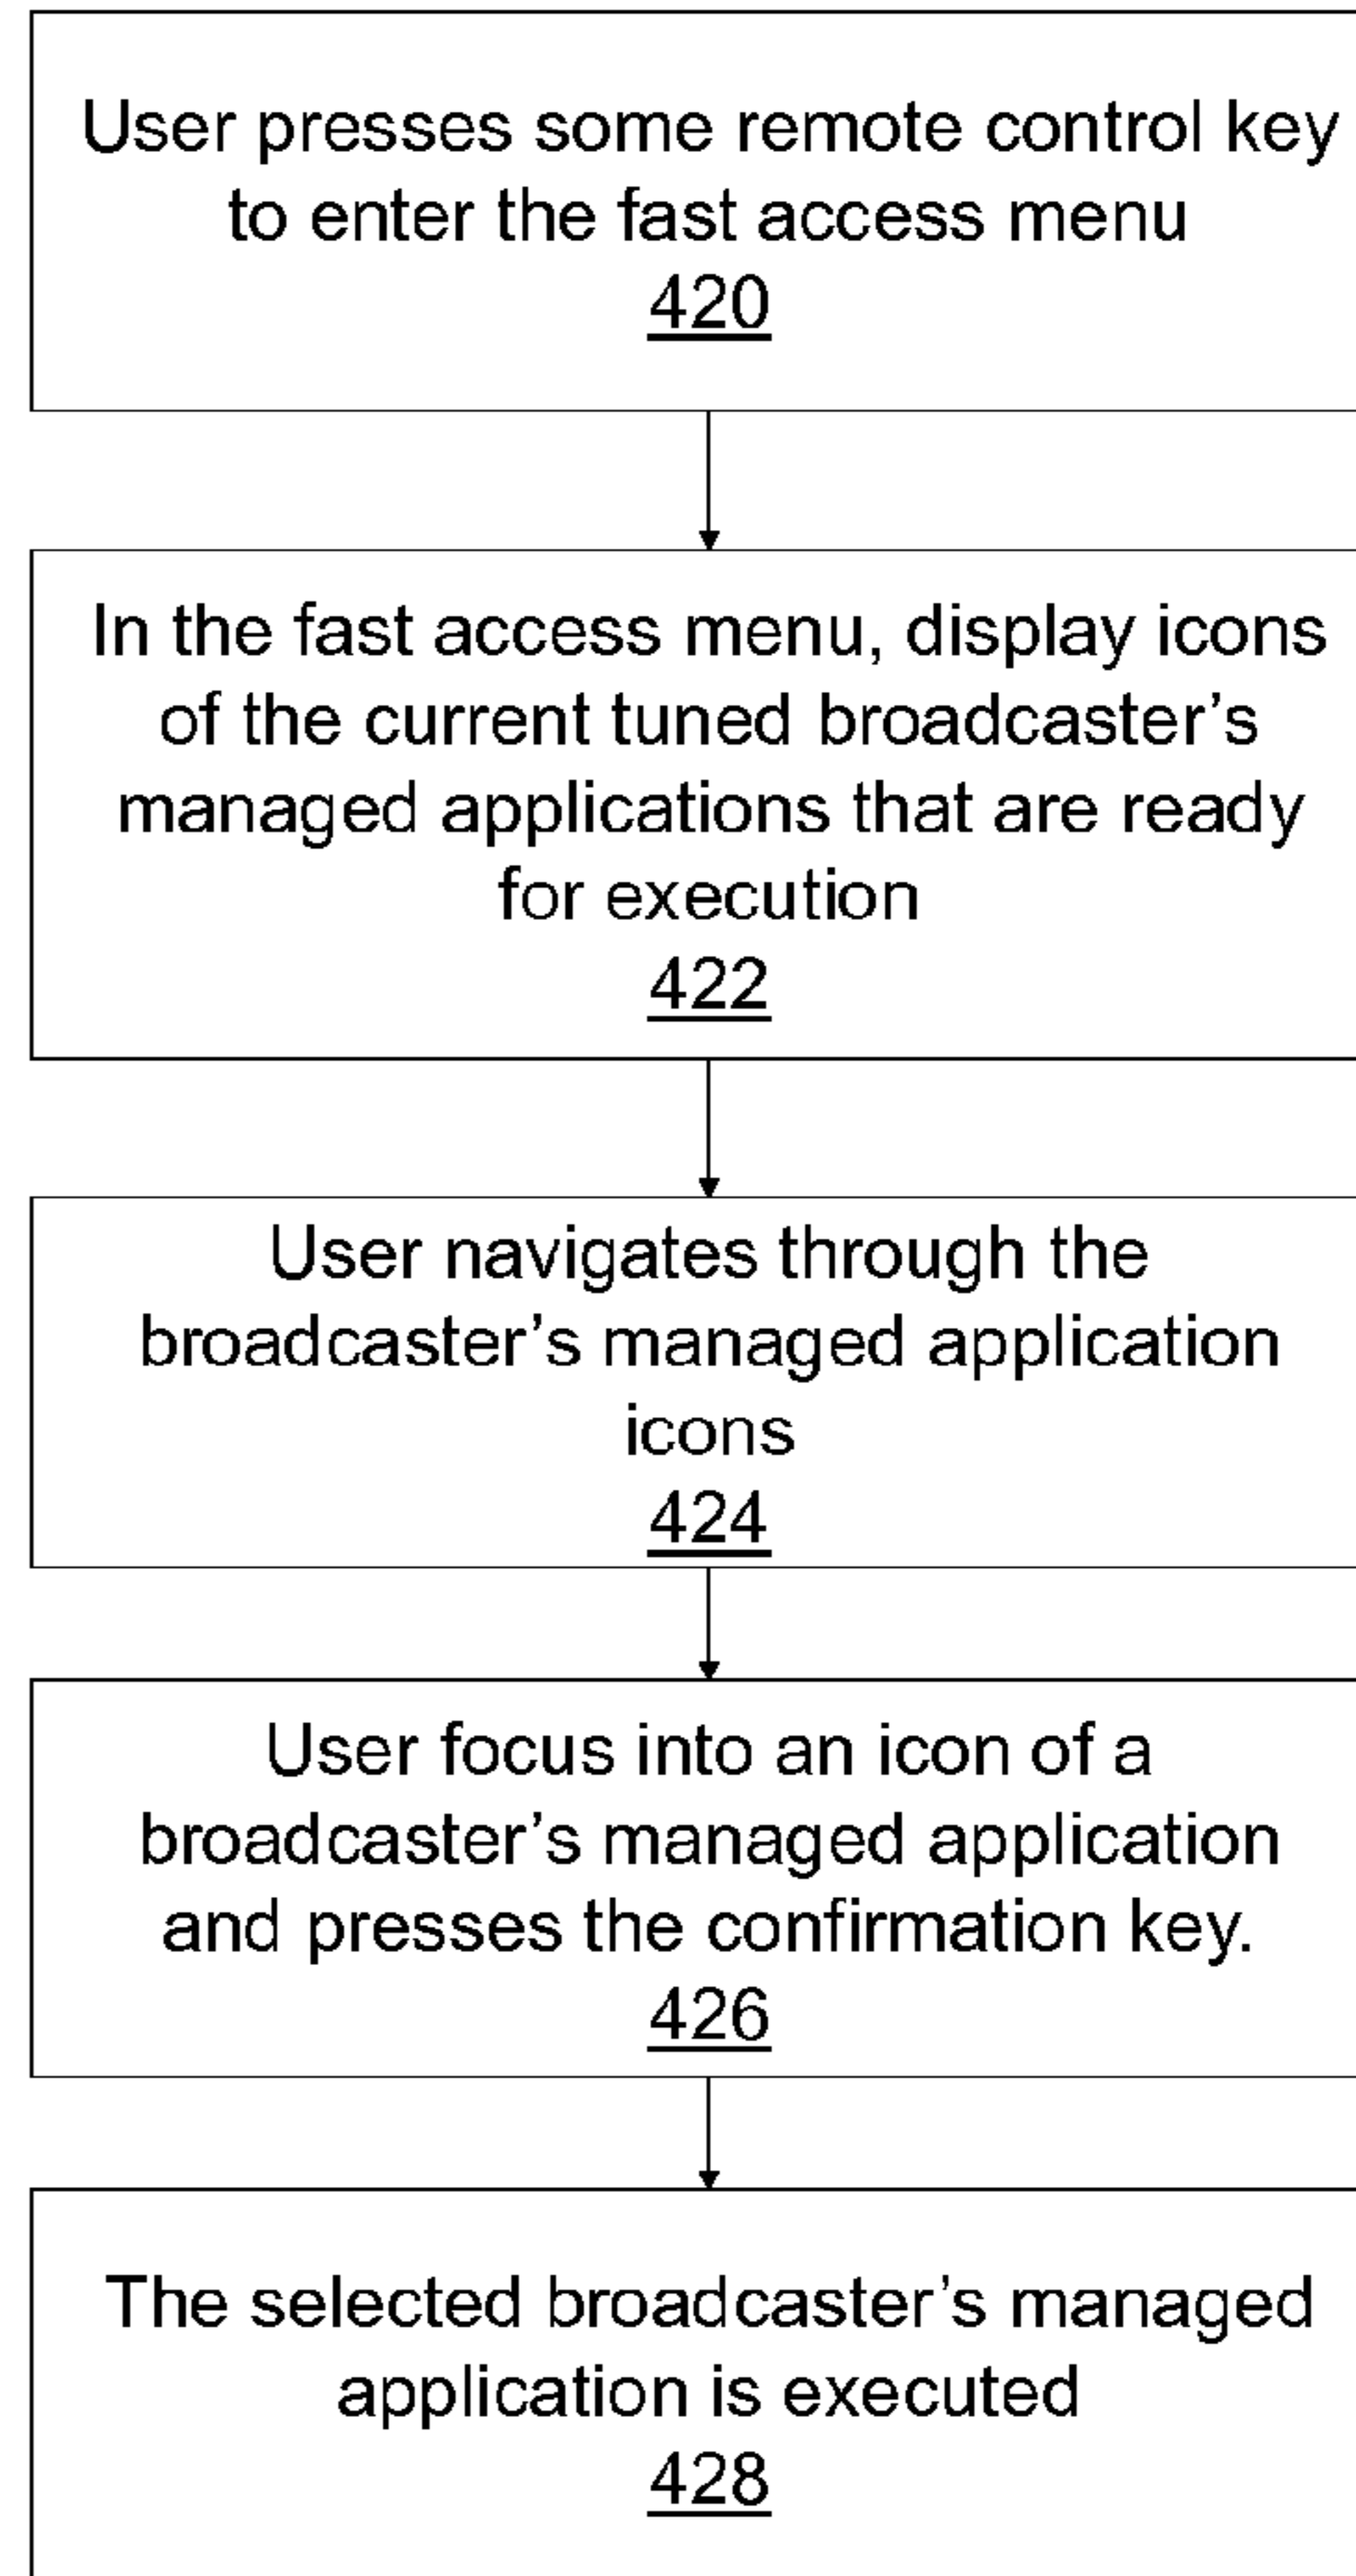 User presses some remote control key
to enter the fast access menu
420
In the fast access menu, display icons
of the current tuned broadcaster’s
managed applications that are ready
for execution
422
User navigates through the
broadcaster’s managed application
icons
424
User focus into an icon of a
broadcaster’s managed application
and presses the confirmation key.
426
The selected broadcaster’s managed
application is executed
428